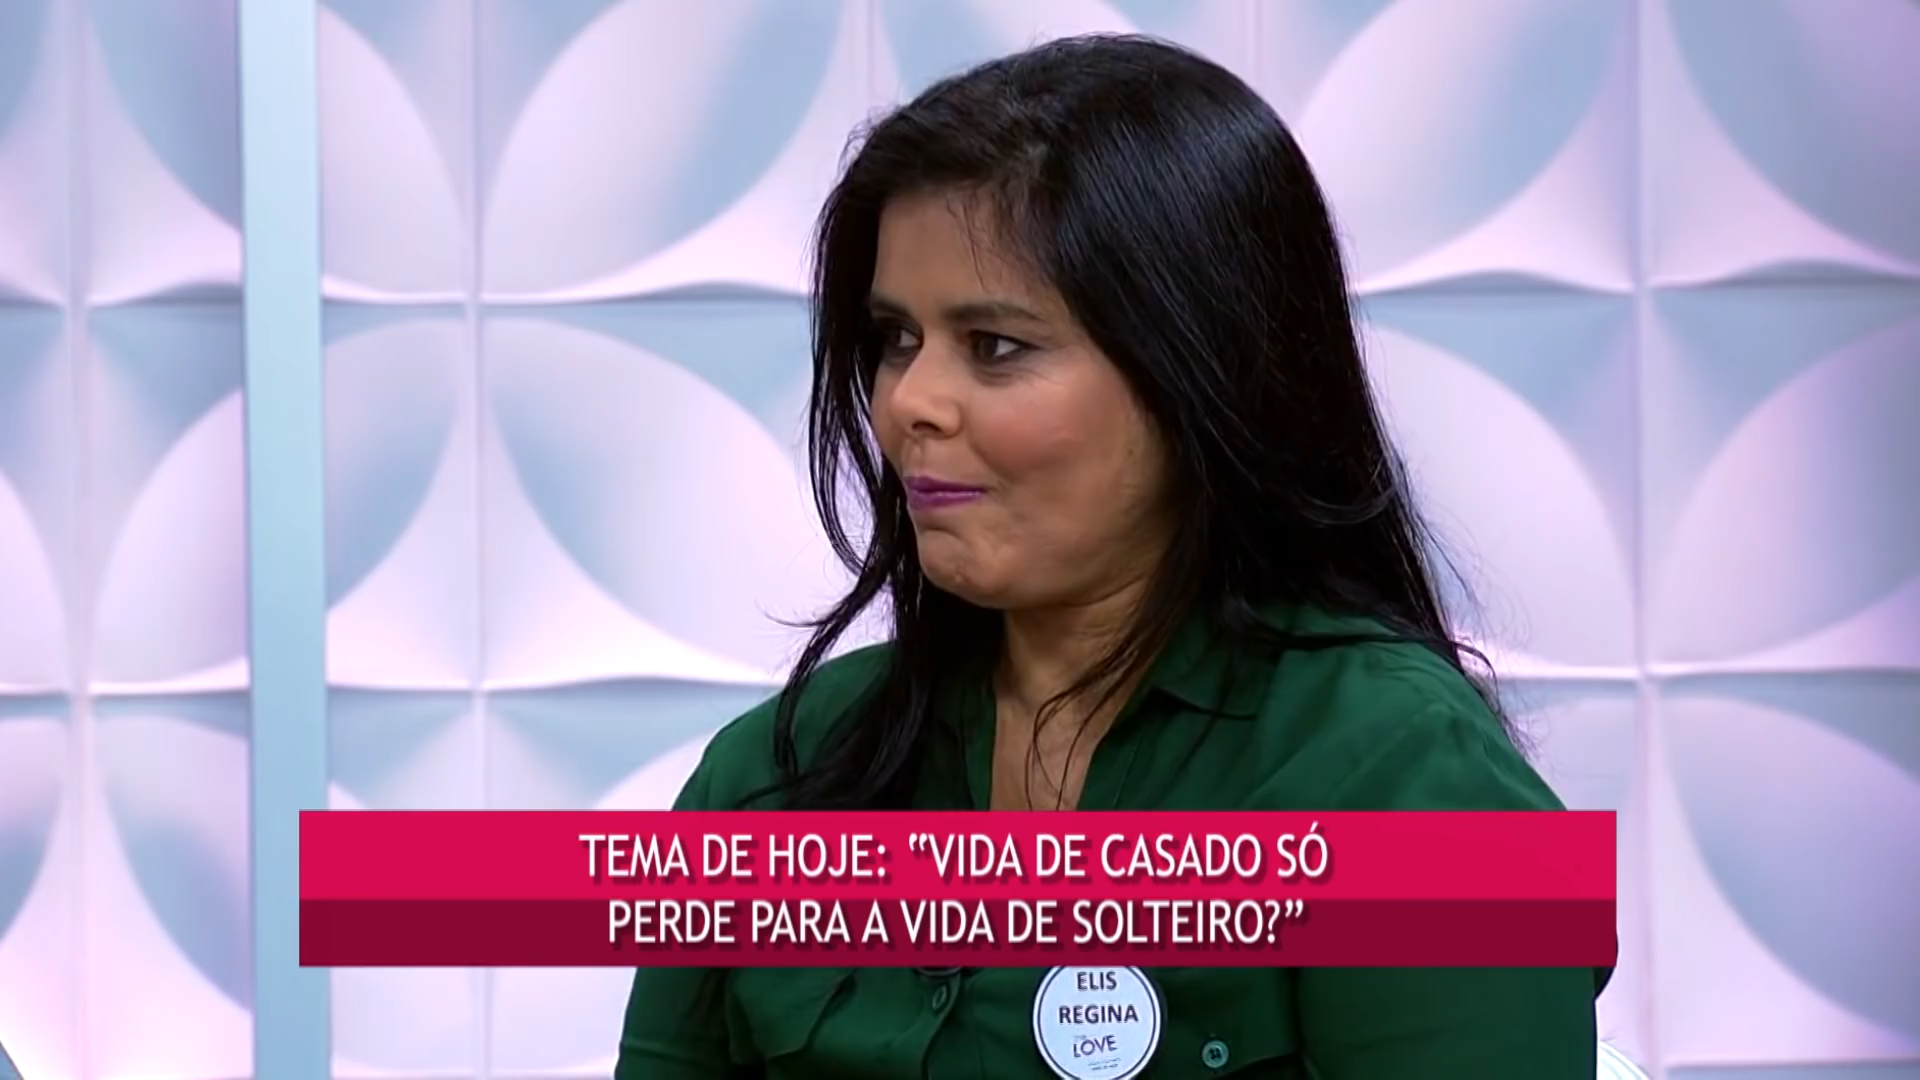 TEMA DE HOJE: “VIDA DE CASADO SÓ
PERDE PARA A VIDA DE SOLTEIRO?”
ELIS
REGINA
LOVE